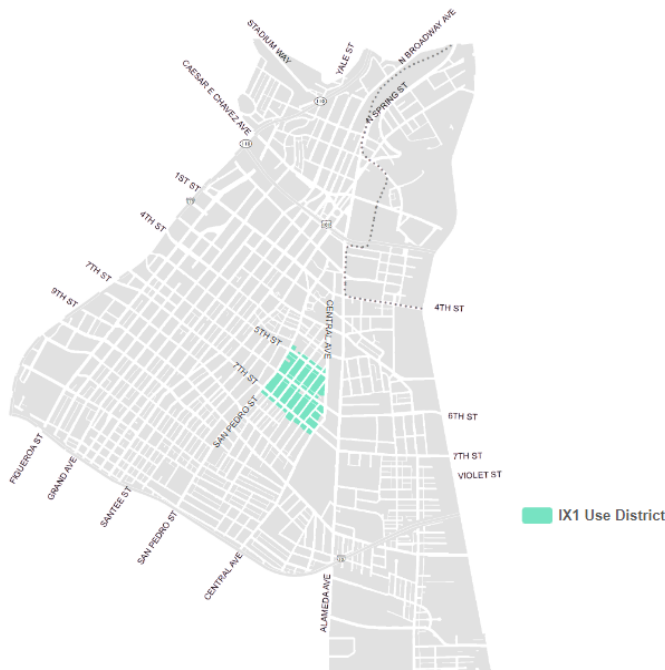 N BROADWAY AVE
STADIUM WAY
YALE ST
CAESAR E CHAVEZ AVE
110
N SPRING ST
110
1ST ST
4TH ST
7TH ST
9TH ST
4TH ST
CENTRAL AVE
5TH ST
7TH ST
SAN PEDRO ST
6TH ST
7TH ST
VIOLET ST
FIGUEROA ST
GRAND AVE
SANTEE ST
SAN PEDRO ST
CENTRAL AVE
ALAMEDA AVE
IX1 Use District